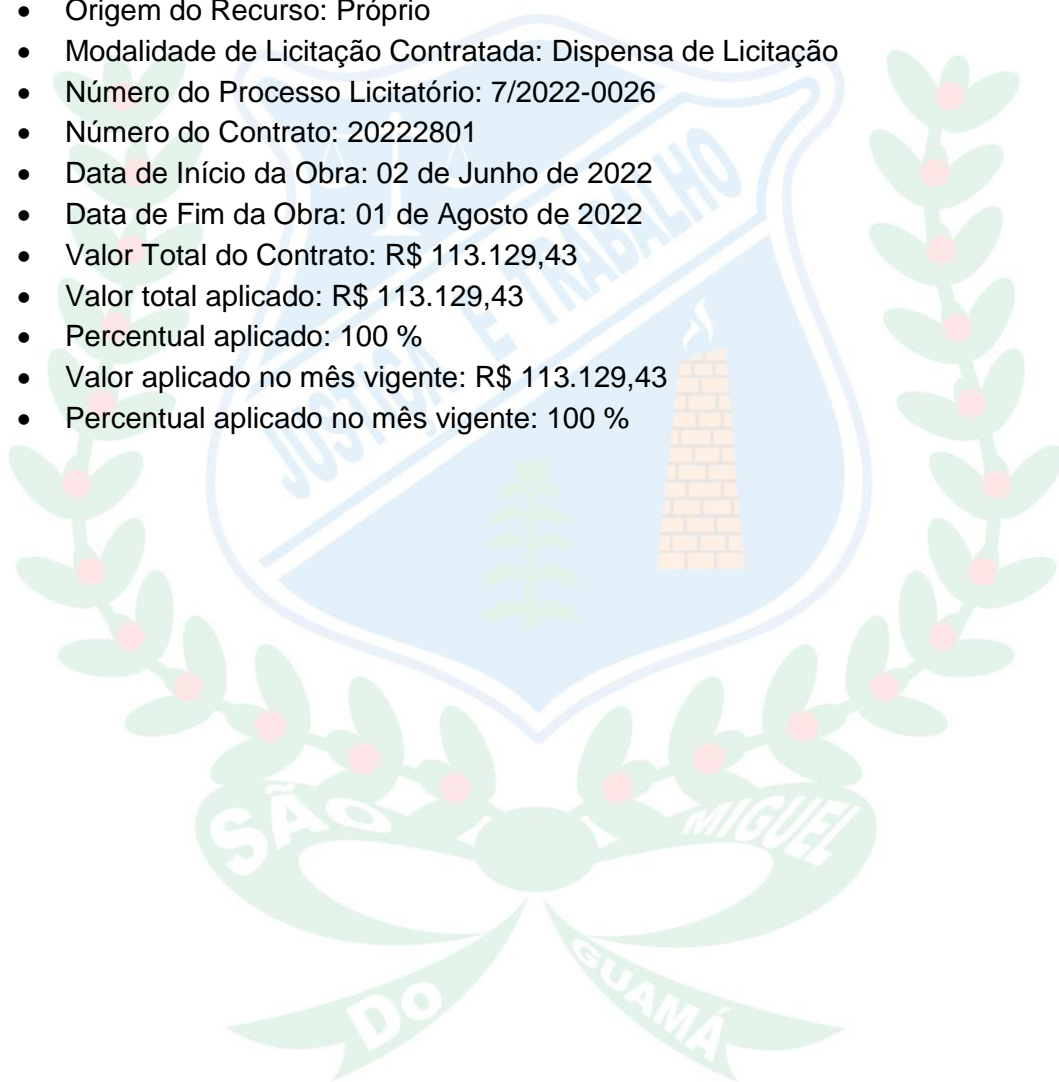 • Origem do Recurso: Próprio
• Modalidade de Licitação Contratada: Dispensa de Licitação
• Número do Processo Licitatório: 7/2022-0026
• Número do Contrato: 20222801
• Data de Início da Obra: 02 de Junho de 2022
• Data de Fim da Obra: 01 de Agosto de 2022
• Valor Total do Contrato: R$ 113.129,43
• Valor total aplicado: R$ 113.129,43
• Percentual aplicado: 100 %
• Valor aplicado no mês vigente: R$ 113.129,43
• Percentual aplicado no mês vigente: 100 %
JUSTIÇA E TRABALHO
SÃO MIGUEL
DO GUAMÁ